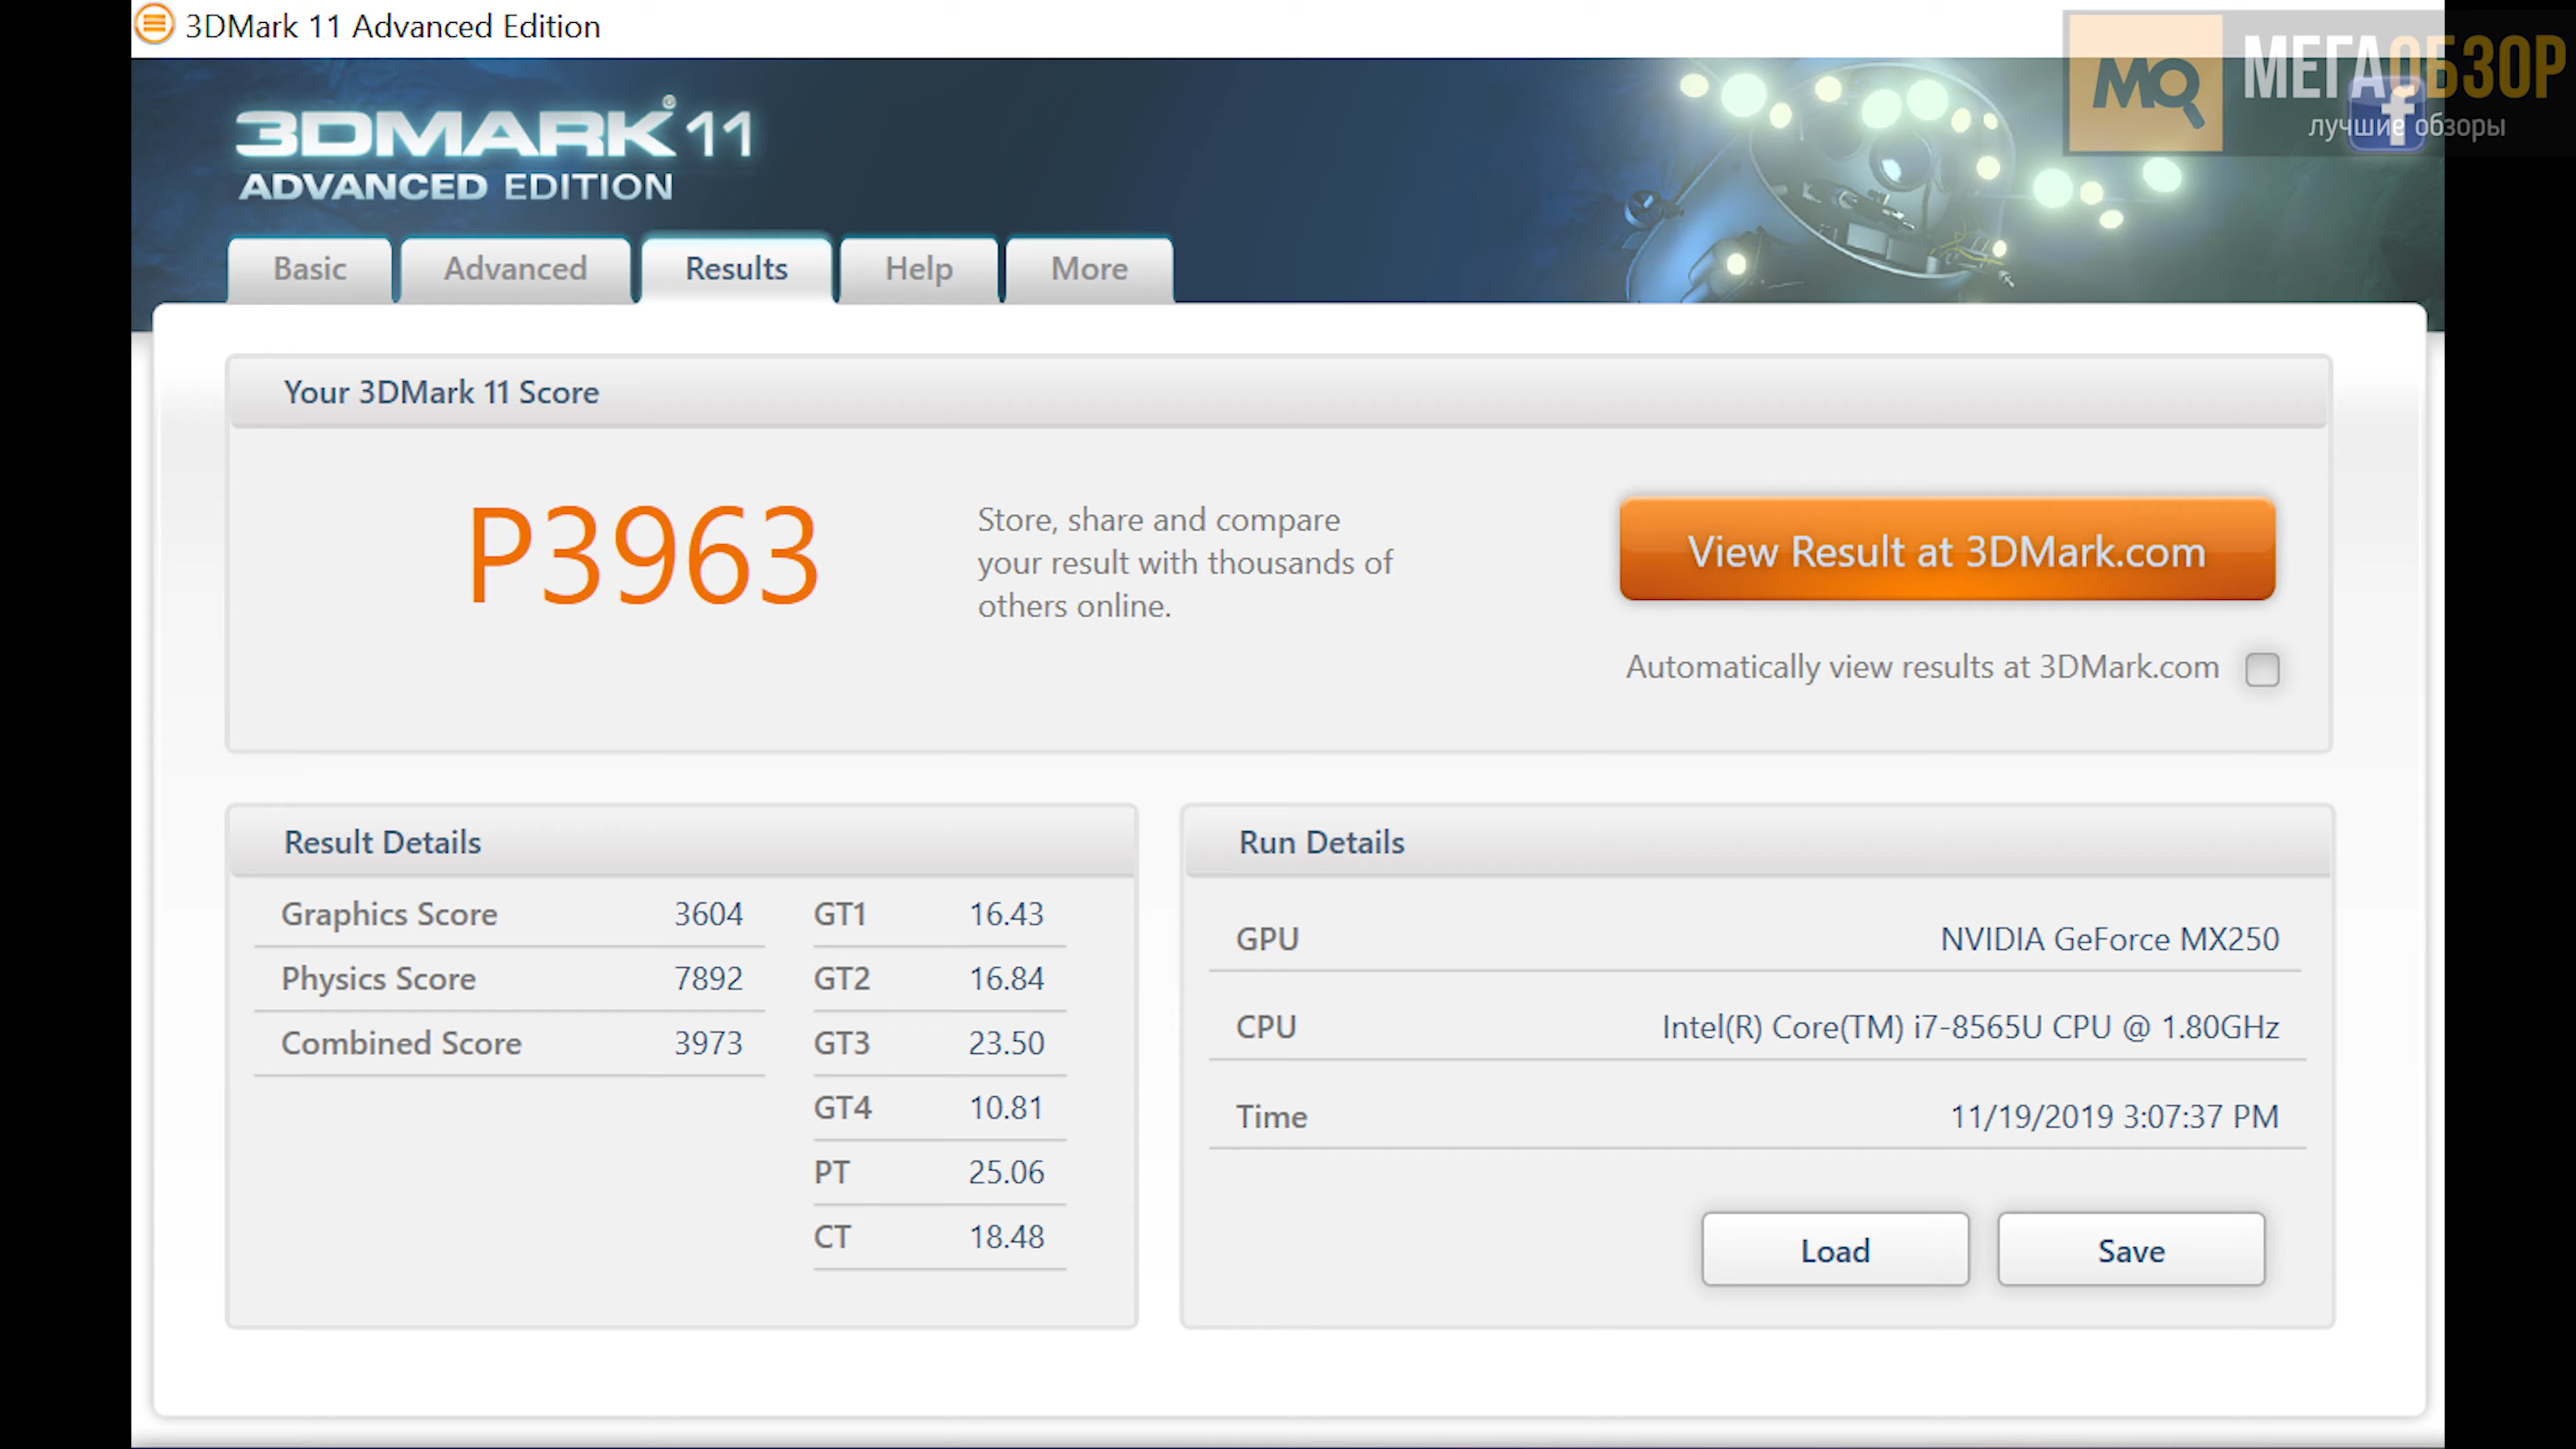 3DMark 11 Advanced Edition
МЕГАОБЗОР
лучшие обзоры
MO
f
3DMARK® 11
ADVANCED EDITION
Basic
Advanced
Results
Help
More
Your 3DMark 11 Score
P3963
Store, share and compare
your result with thousands of
others online.
View Result at 3DMark.com
Automatically view results at 3DMark.com
Result Details
Graphics Score 3604
Physics Score 7892
Combined Score 3973
GT1 16.43
GT2 16.84
GT3 23.50
GT4 10.81
PT 25.06
CT 18.48
Run Details
GPU NVIDIA GeForce MX250
CPU Intel(R) Core(TM) i7-8565U CPU @ 1.80GHz
Time 11/19/2019 3:07:37 PM
Load
Save